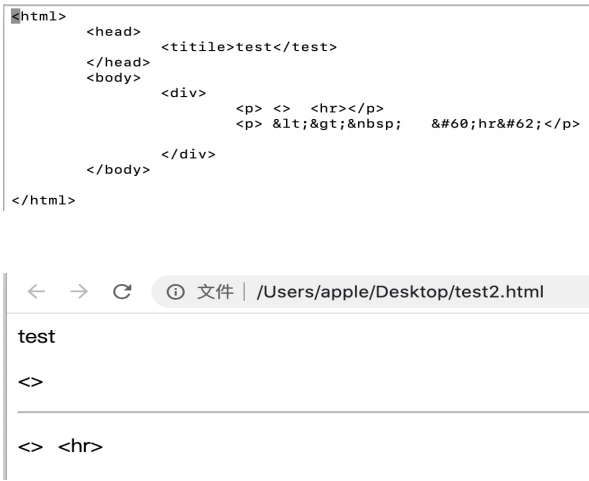 <html>
<head>
<titile>test</test>
</head>
<body>
<div>
<p> <>  <hr></p>
<p> &lt;&gt;&nbsp;   &#60;hr&#62;</p>
</div>
</body>
</html>
文件 | /Users/apple/Desktop/test2.html
test
<>
<>  <hr>